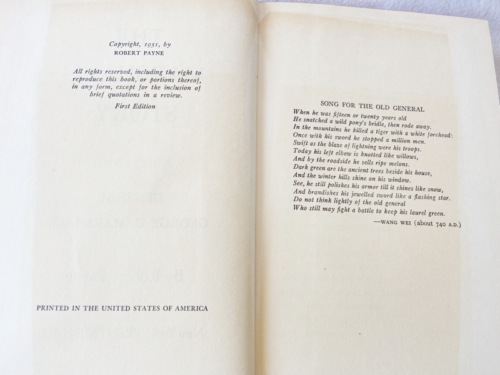 Copyright, 1951, by
ROBERT PAYNE
All rights reserved, including the right to
reproduce this book, or portions thereof,
in any form, except for the inclusion of
brief quotations in a review.
First Edition
PRINTED IN THE UNITED STATES OF AMERICA
SONG FOR THE OLD GENERAL
When he was fifteen or twenty years old
He snatched a wild pony's bridle, then rode away.
In the mountains he killed a tiger with a white forehead:
Once with his sword he stopped a million men.
Swift as the blaze of lightning were his troops.
Today his left elbow is knotted like willows,
And by the roadside he sells ripe melons.
Dark green are the ancient trees beside his house,
And the winter hills shine on his window.
See, he still polishes his armor till it shines like snow,
And brandishes his jewelled sword like a flashing star.
Do not think lightly of the old general
Who still may fight a battle to keep his laurel green.
—WANG WEI (about 740 A.D.)